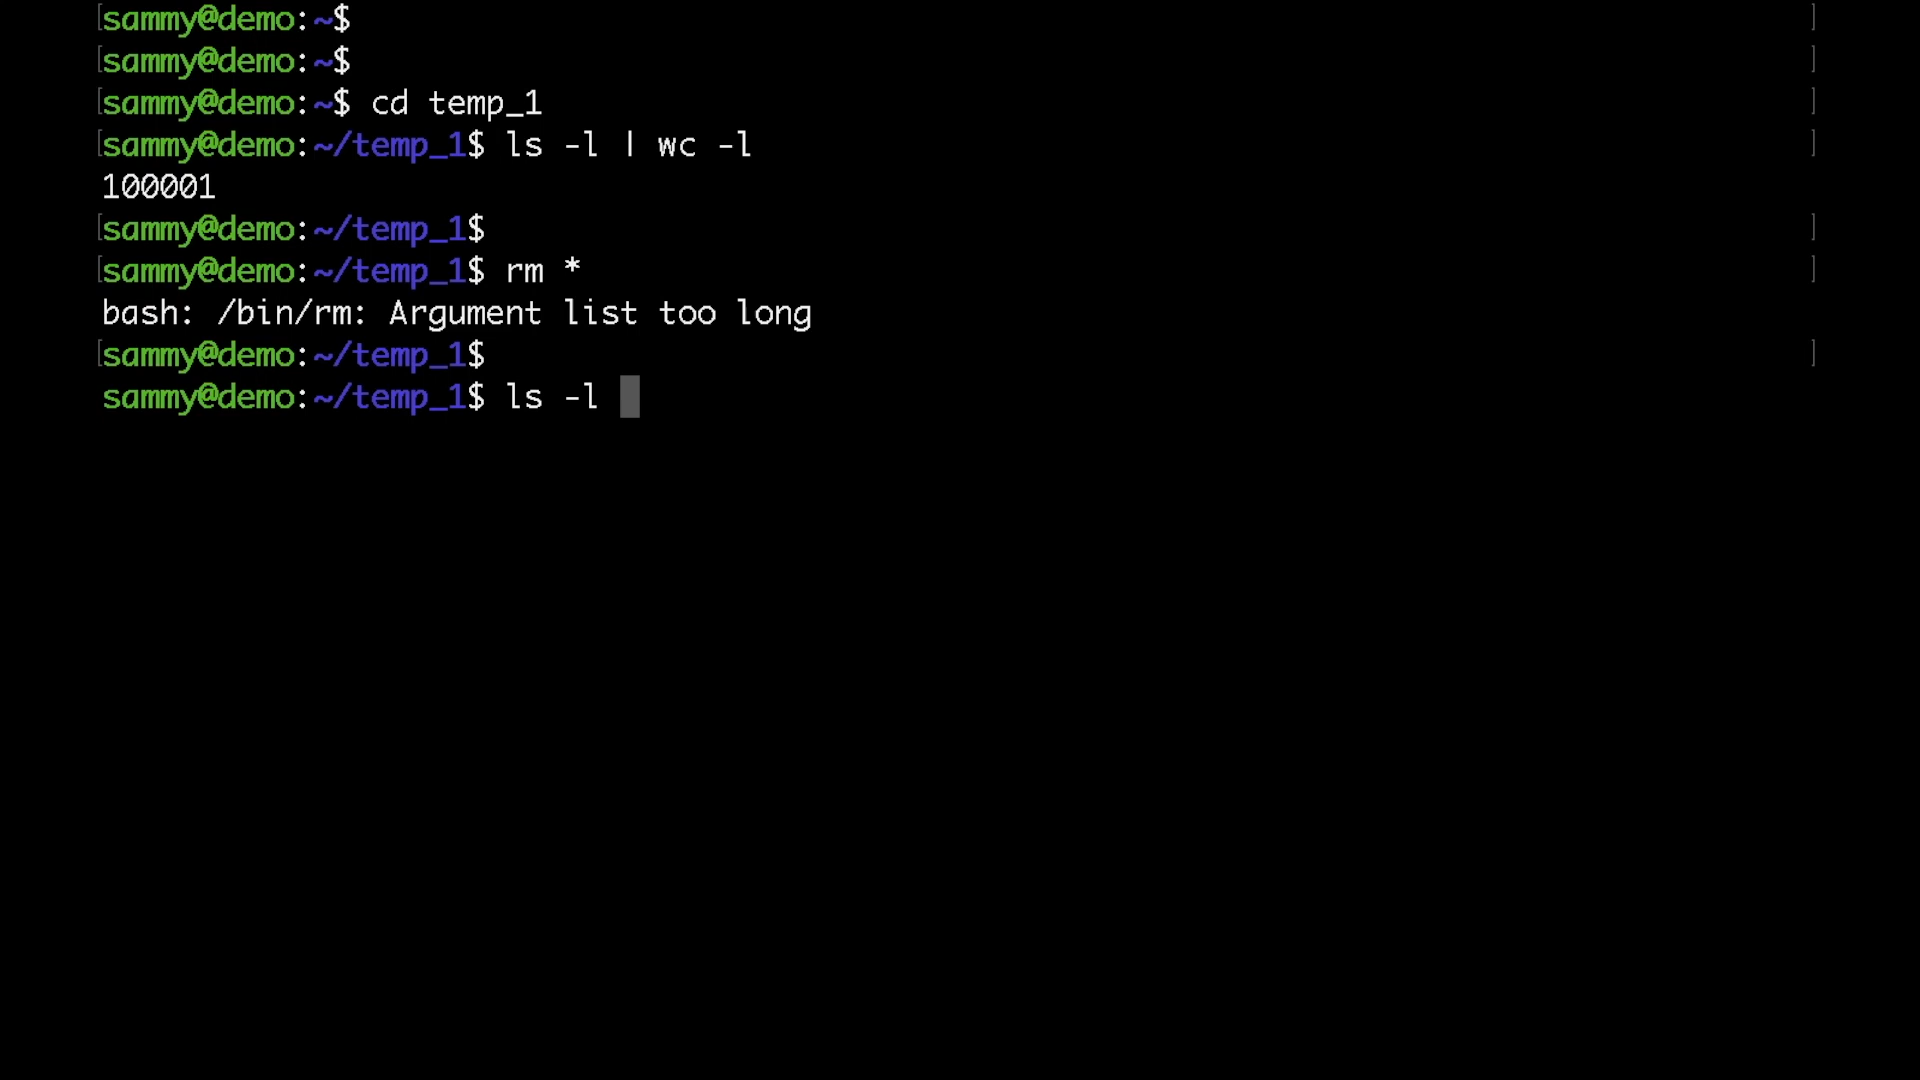 [sammy@demo:~$ ]
[sammy@demo:~$ ]
[sammy@demo:~$ cd temp_1 ]
[sammy@demo:~/temp_1$ ls -l | wc -l ]
100001
[sammy@demo:~/temp_1$ ]
[sammy@demo:~/temp_1$ rm * ]
bash: /bin/rm: Argument list too long
[sammy@demo:~/temp_1$ ]
sammy@demo:~/temp_1$ ls -l